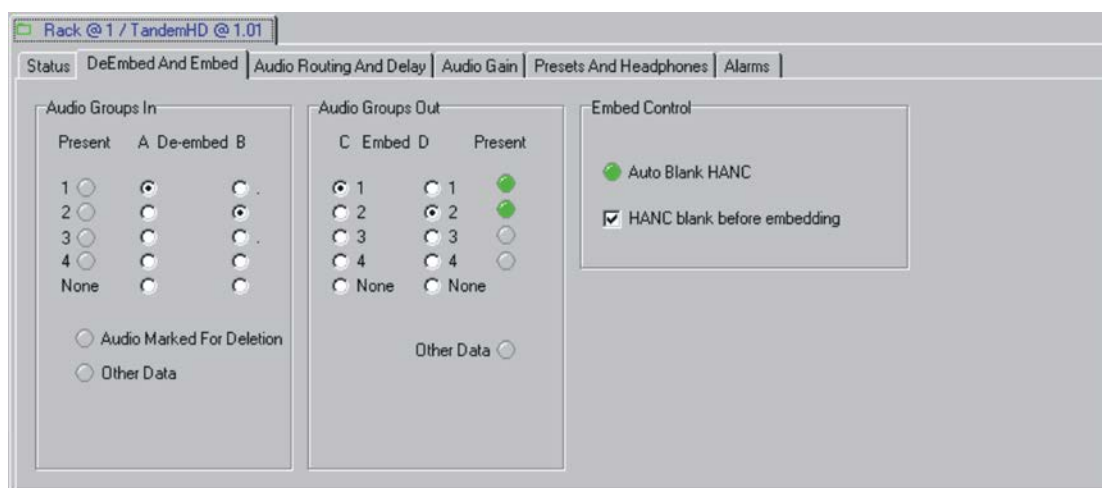 Rack @ 1 / TandemHD @ 1.01
Status DeEmbed And Embed Audio Routing And Delay Audio Gain Presets And Headphones Alarms
Audio Groups In
Present A De-embed B
1 .
2
3 .
4
None
Audio Marked For Deletion
Other Data
Audio Groups Out
C Embed D Present
1 1
2 2
3 3
4 4
None None
Other Data
Embed Control
Auto Blank HANC
HANC blank before embedding